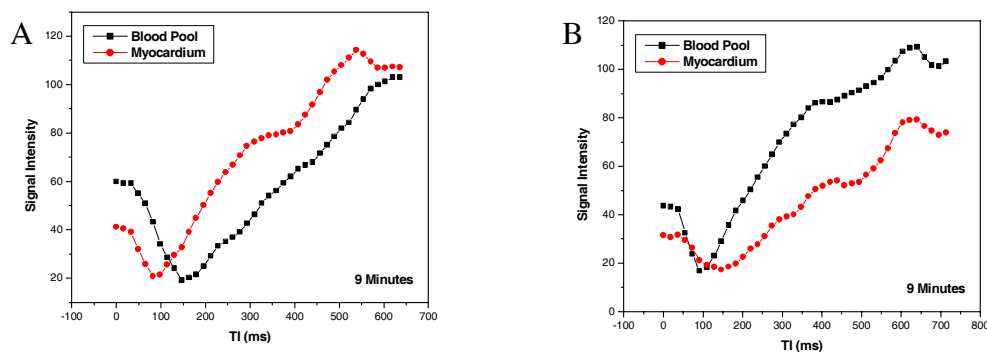 A
Blood Pool
Myocardium
Signal Intensity
120
100
80
60
40
20
-100 0 100 200 300 400 500 600 700
TI (ms)
9 Minutes
B
Blood Pool
Myocardium
Signal Intensity
120
100
80
60
40
20
0
-100 0 100 200 300 400 500 600 700 800
TI (ms)
9 Minutes